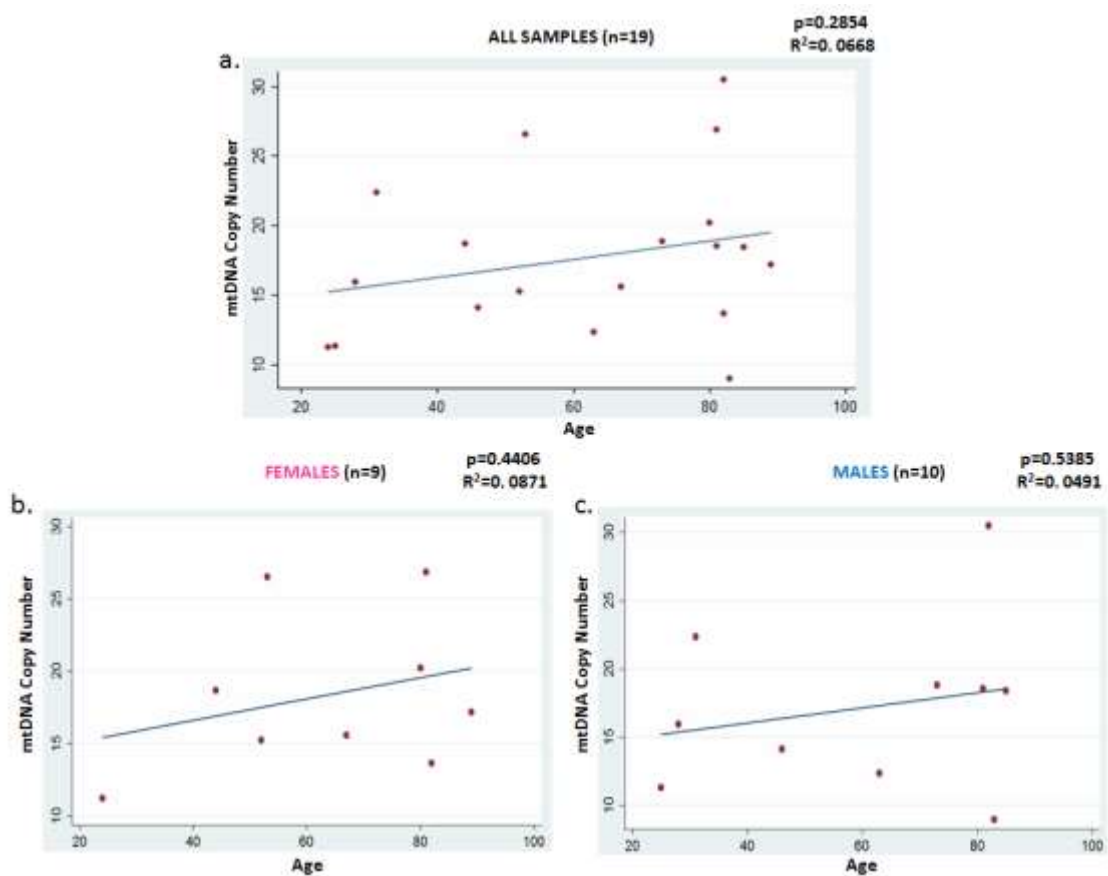 ALL SAMPLES (n=19)
p=0.2854
R²=0. 0668
a.
mtDNA Copy Number
30
25
20
15
10
20 40 60 80 100
Age
FEMALES (n=9)
p=0.4406
R²=0. 0871
b.
mtDNA Copy Number
30
25
20
15
10
20 40 60 80 100
Age
MALES (n=10)
p=0.5385
R²=0. 0491
c.
mtDNA Copy Number
30
25
20
15
10
20 40 60 80 100
Age